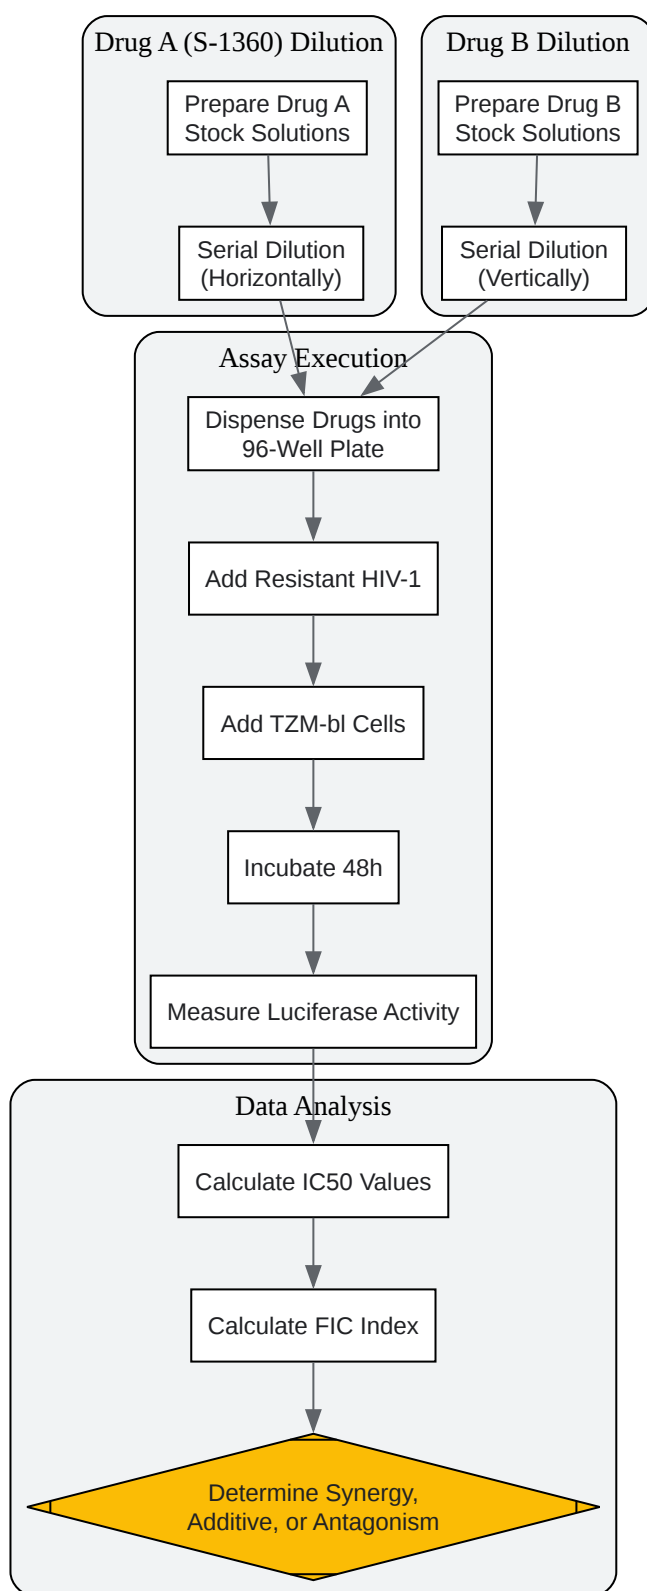 Drug A (S-1360) Dilution
Prepare Drug A
Stock Solutions
Serial Dilution
(Horizontally)
Drug B Dilution
Prepare Drug B
Stock Solutions
Serial Dilution
(Vertically)
Assay Execution
Dispense Drugs into
96-Well Plate
Add Resistant HIV-1
Add TZM-bl Cells
Incubate 48h
Measure Luciferase Activity
Data Analysis
Calculate IC50 Values
Calculate FIC Index
Determine Synergy,
Additive, or Antagonism